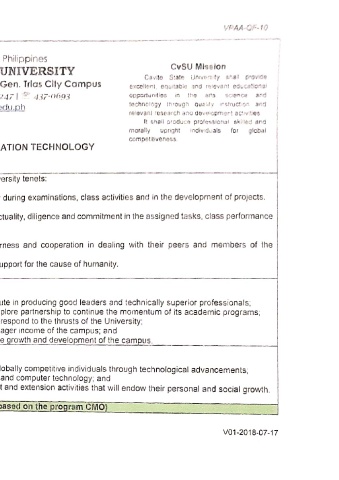 VPAA-QF-10
Philippines
UNIVERSITY
Gen. Trias City Campus
247 | 437-0693
edu.ph
CvSU Mission
Cavite State University shall provide
excellent, equitable and relevant educational
opportunities in the arts science and
technology through quality instruction and
relevant research and development activities
It shall produce professional skilled and
morally upright individuals for global
competitiveness.
ATION TECHNOLOGY
versity tenets:
during examinations, class activities and in the development of projects.
ctuality, diligence and commitment in the assigned tasks, class performance
rness and cooperation in dealing with their peers and members of the
upport for the cause of humanity.
ute in producing good leaders and technically superior professionals;
xplore partnership to continue the momentum of its academic programs;
respond to the thrusts of the University;
ager income of the campus; and
e growth and development of the campus
lobally competitive individuals through technological advancements;
and computer technology; and
t and extension activities that will endow their personal and social growth.
based on the program CMO)
V01-2018-07-17